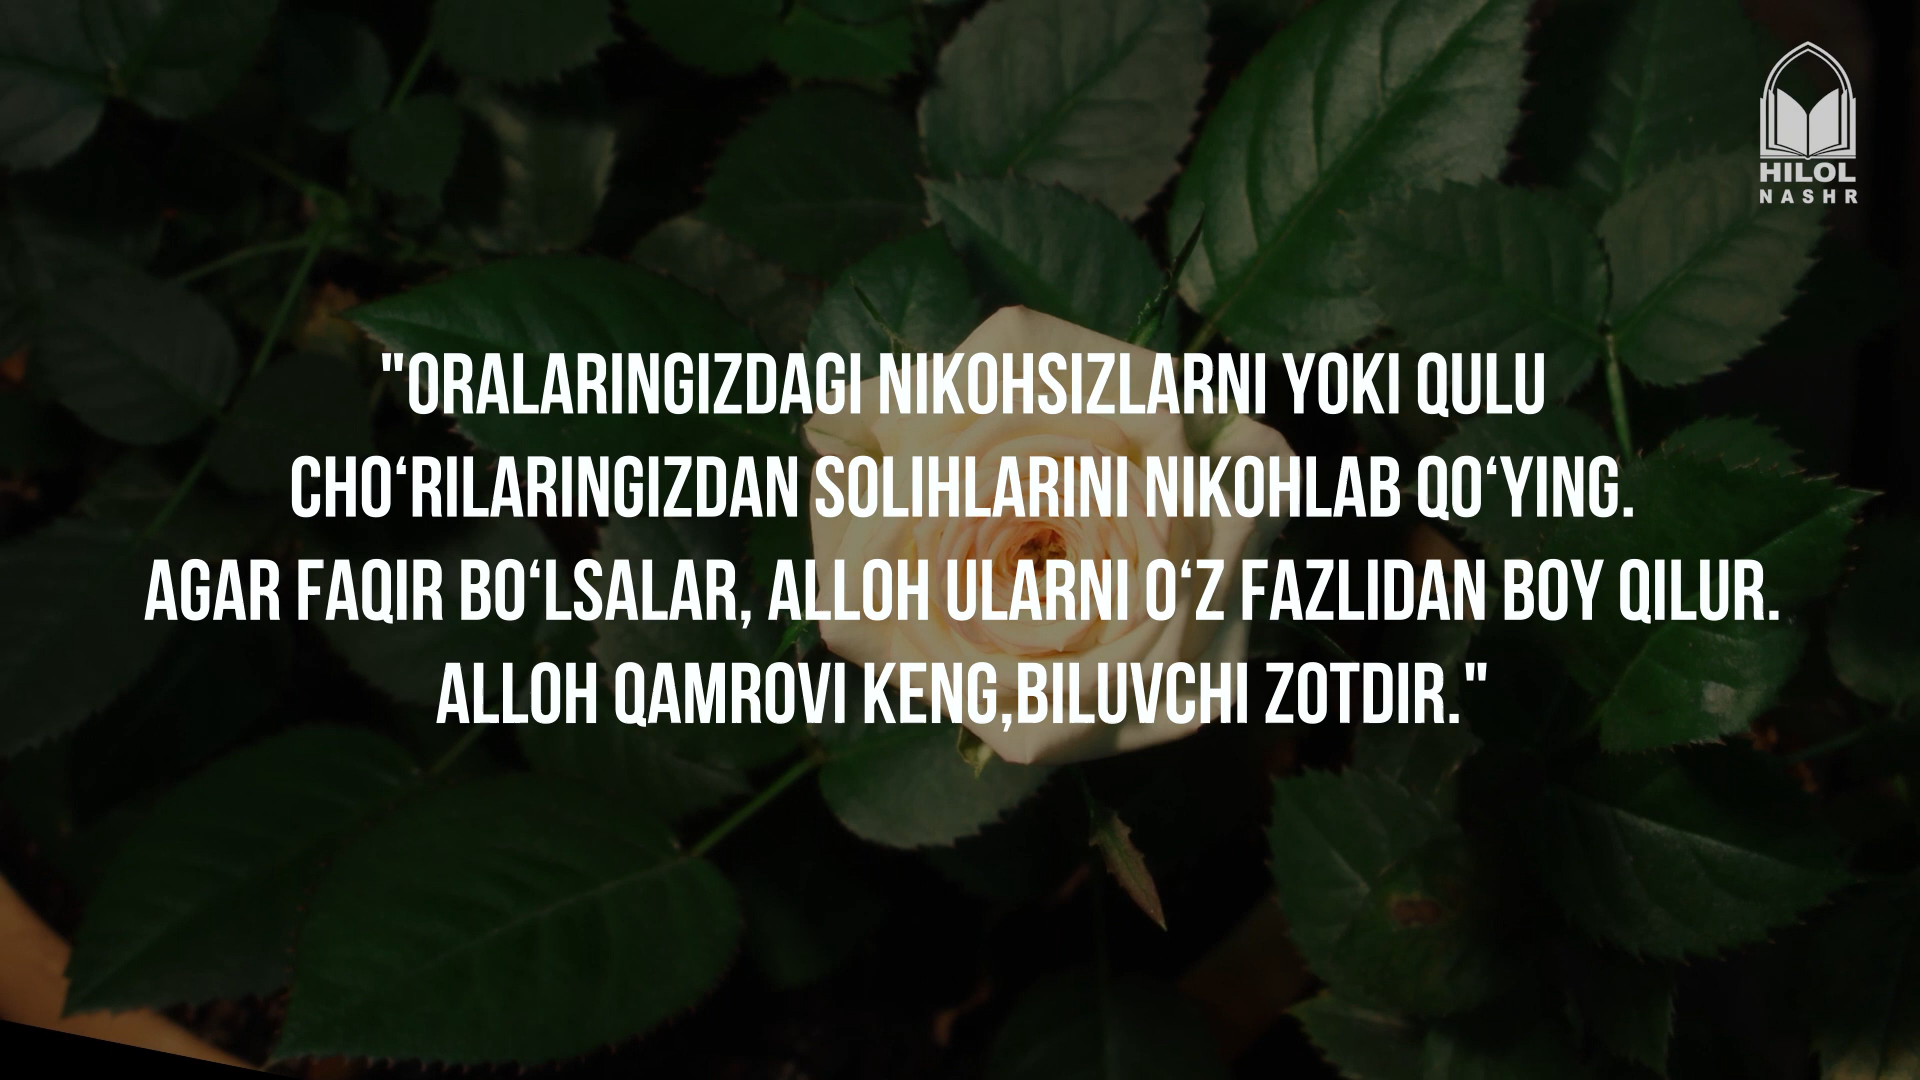 HILOL
NASHR
"ORALARINGIZDAGI NIKOHSIZLARNI YOKI QULU
CHO‘RILARINGIZDAN SOLIHLARINI NIKOHLAB QO‘YING.
AGAR FAQIR BO‘LSALAR, ALLOH ULARNI O‘Z FAZLIDAN BOY QILUR.
ALLOH QAMROVI KENG,BILUVCHI ZOTDIR."